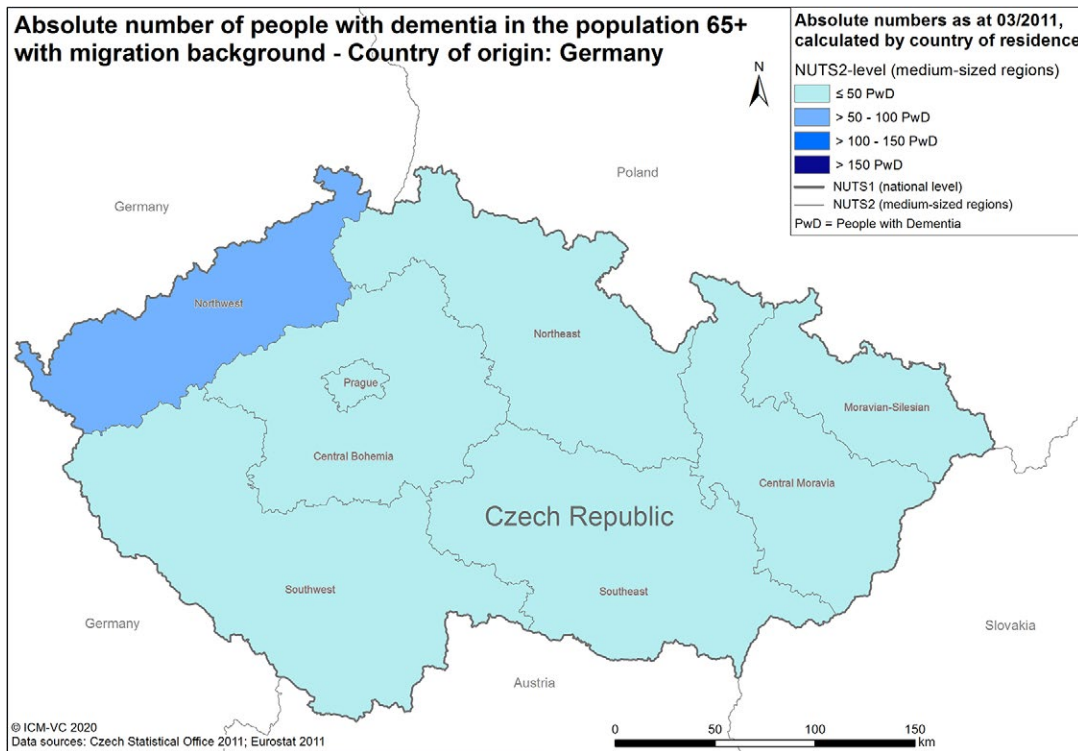 Absolute number of people with dementia in the population 65+
with migration background - Country of origin: Germany
Absolute numbers as at 03/2011,
calculated by country of residence
NUTS2-level (medium-sized regions)
≤ 50 PwD
> 50 - 100 PwD
> 100 - 150 PwD
> 150 PwD
NUTS1 (national level)
NUTS2 (medium-sized regions)
PwD = People with Dementia
N
Poland
Germany
Northwest
Northeast
Prague
Moravian-Silesian
Central Bohemia
Central Moravia
Czech Republic
Southwest
Southeast
Germany
Slovakia
Austria
© ICM-VC 2020
Data sources: Czech Statistical Office 2011; Eurostat 2011
0 50 100 150
km